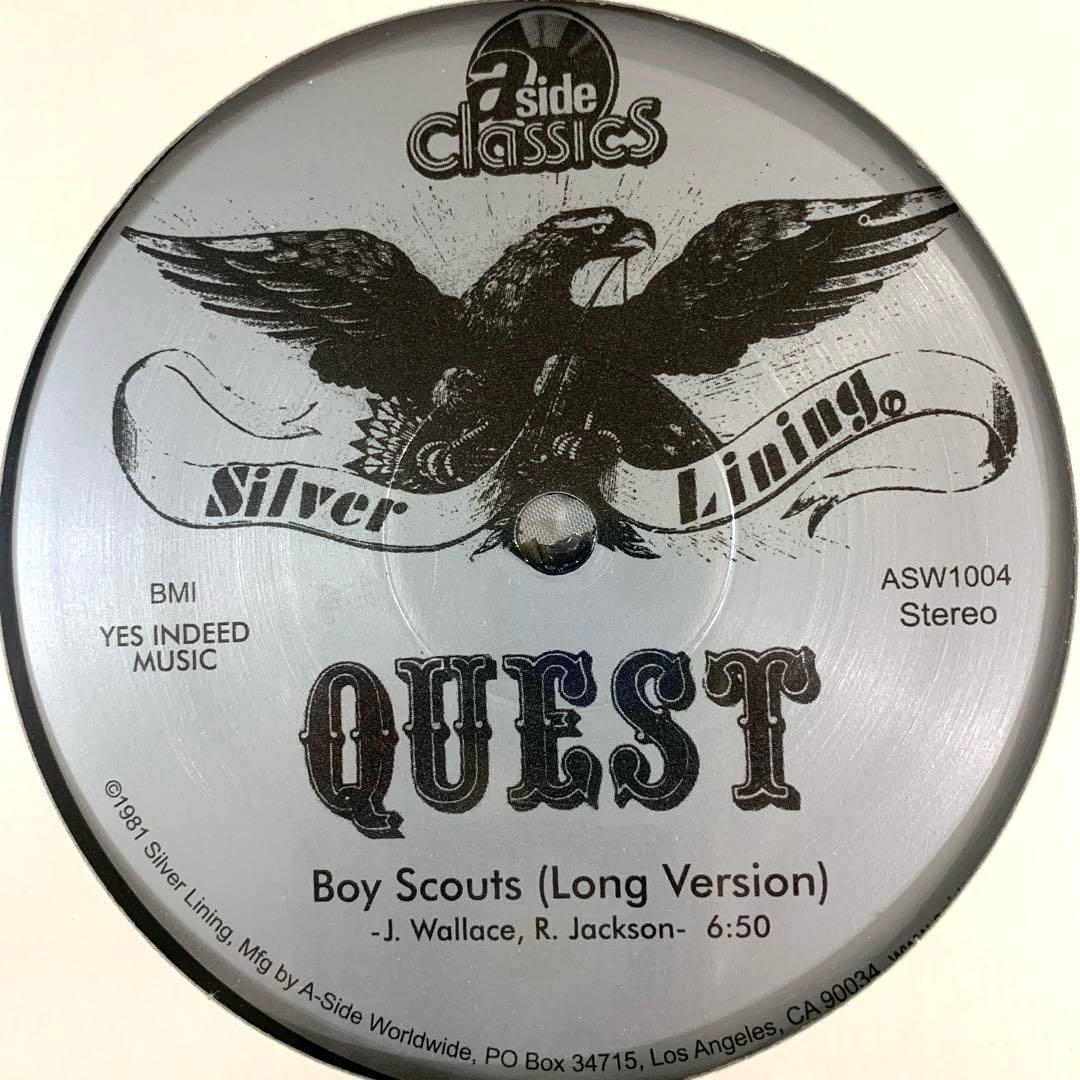 a side
classics
Silver Lining ℗
BMI
YES INDEED
MUSIC
ASW1004
Stereo
QUEST
Boy Scouts (Long Version)
-J. Wallace, R. Jackson- 6:50
©1981 Silver Lining, Mfg by A-Side Worldwide, PO Box 34715, Los Angeles, CA 90034